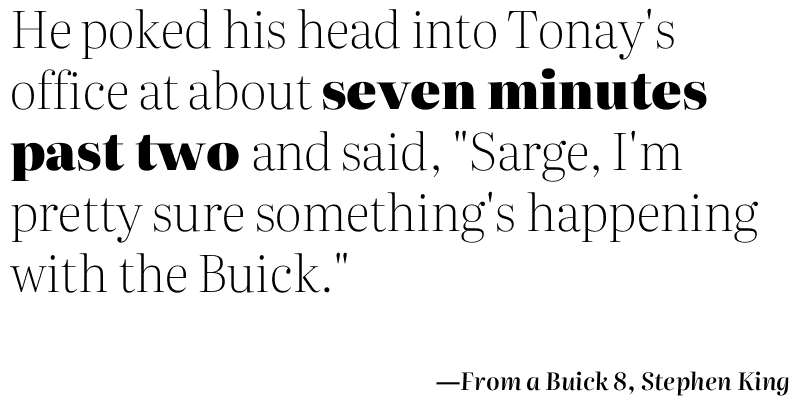 He poked his head into Tonay's
office at about seven minutes
past two and said, "Sarge, I'm
pretty sure something's happening
with the Buick."
—From a Buick 8, Stephen King